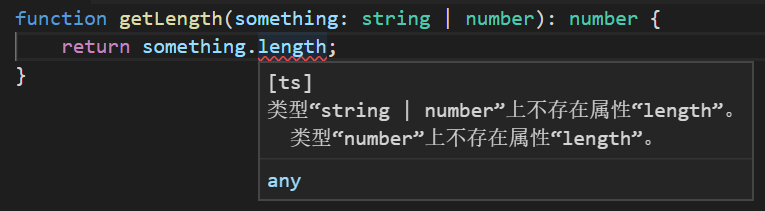 function getLength(something: string | number): number {
    return something.length;
}
[ts]
类型“string | number”上不存在属性“length”。
  类型“number”上不存在属性“length”。
any